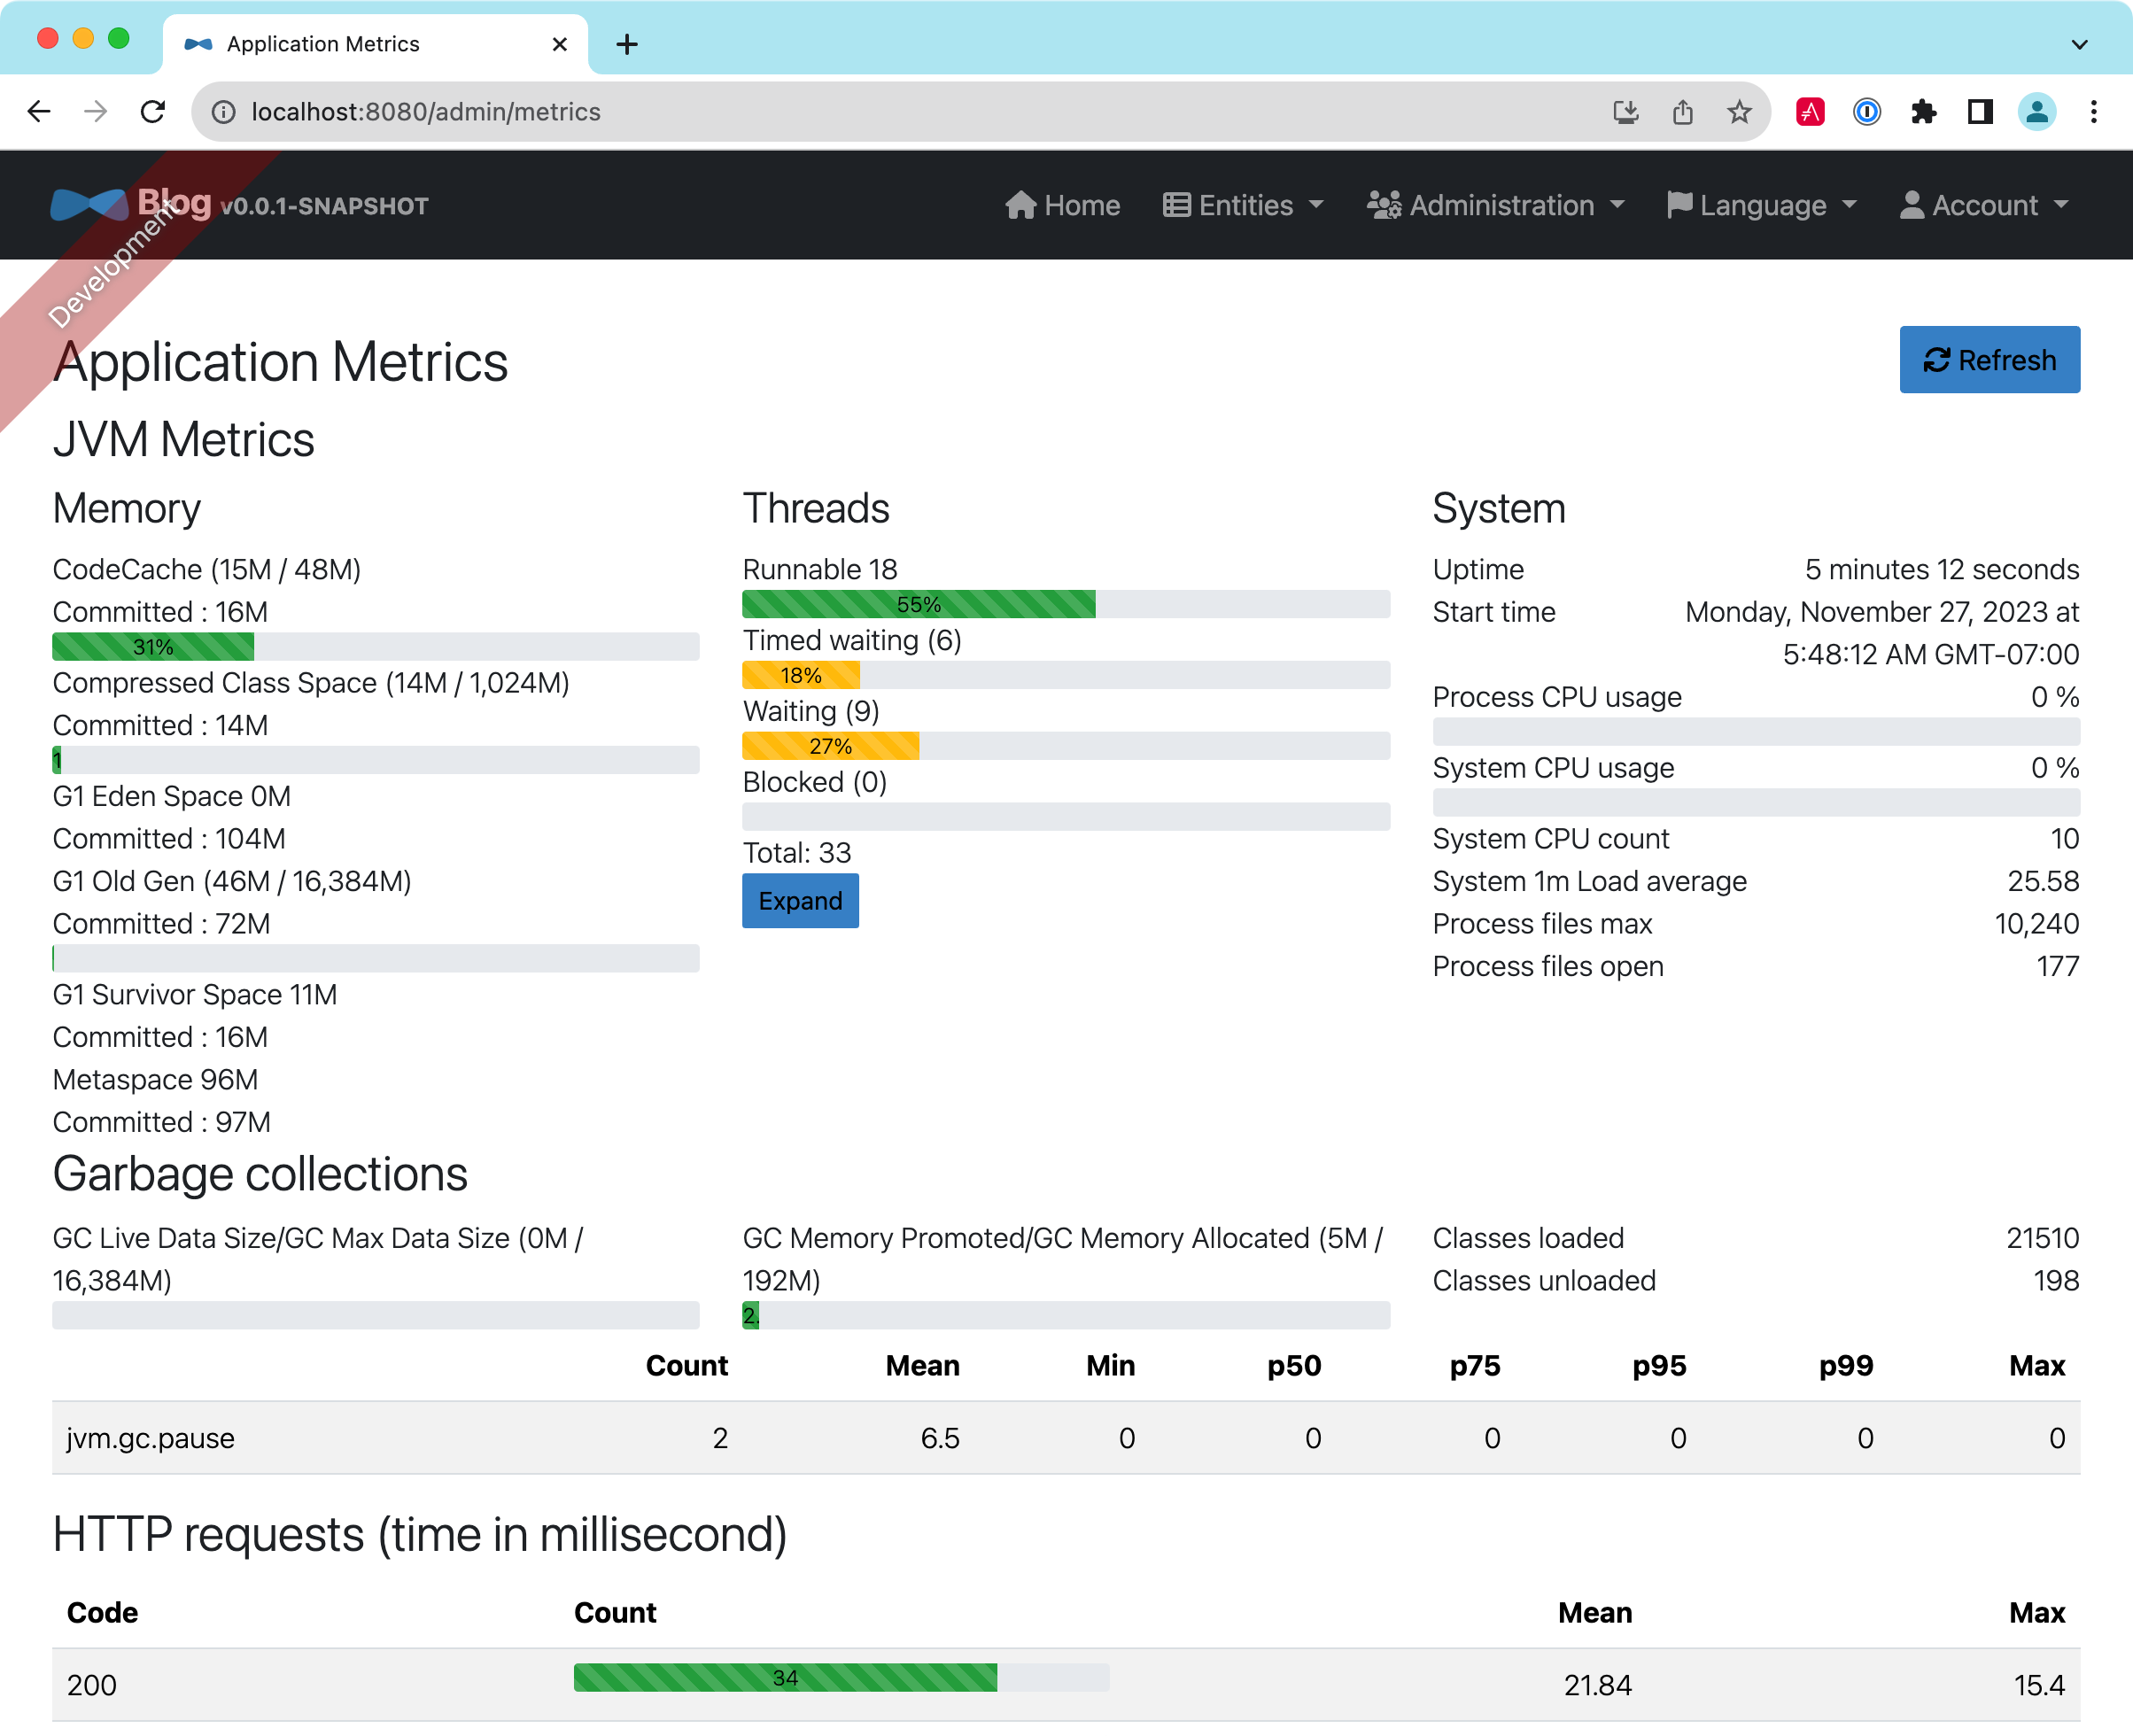 Application Metrics
localhost:8080/admin/metrics
Blog v0.0.1-SNAPSHOT
Home
Entities
Administration
Language
Account
Development
Application Metrics
Refresh
JVM Metrics
Memory
CodeCache (15M / 48M)
Committed : 16M
31%
Compressed Class Space (14M / 1,024M)
Committed : 14M
1
G1 Eden Space 0M
Committed : 104M
G1 Old Gen (46M / 16,384M)
Committed : 72M
G1 Survivor Space 11M
Committed : 16M
Metaspace 96M
Committed : 97M
Threads
Runnable 18
55%
Timed waiting (6)
18%
Waiting (9)
27%
Blocked (0)
Total: 33
Expand
System
Uptime 5 minutes 12 seconds
Start time Monday, November 27, 2023 at
5:48:12 AM GMT-07:00
Process CPU usage 0 %
System CPU usage 0 %
System CPU count 10
System 1m Load average 25.58
Process files max 10,240
Process files open 177
Garbage collections
GC Live Data Size/GC Max Data Size (0M /
16,384M)
GC Memory Promoted/GC Memory Allocated (5M /
192M)
2.
Classes loaded 21510
Classes unloaded 198
Count Mean Min p50 p75 p95 p99 Max
jvm.gc.pause 2 6.5 0 0 0 0 0 0
HTTP requests (time in millisecond)
Code Count Mean Max
200 34 21.84 15.4